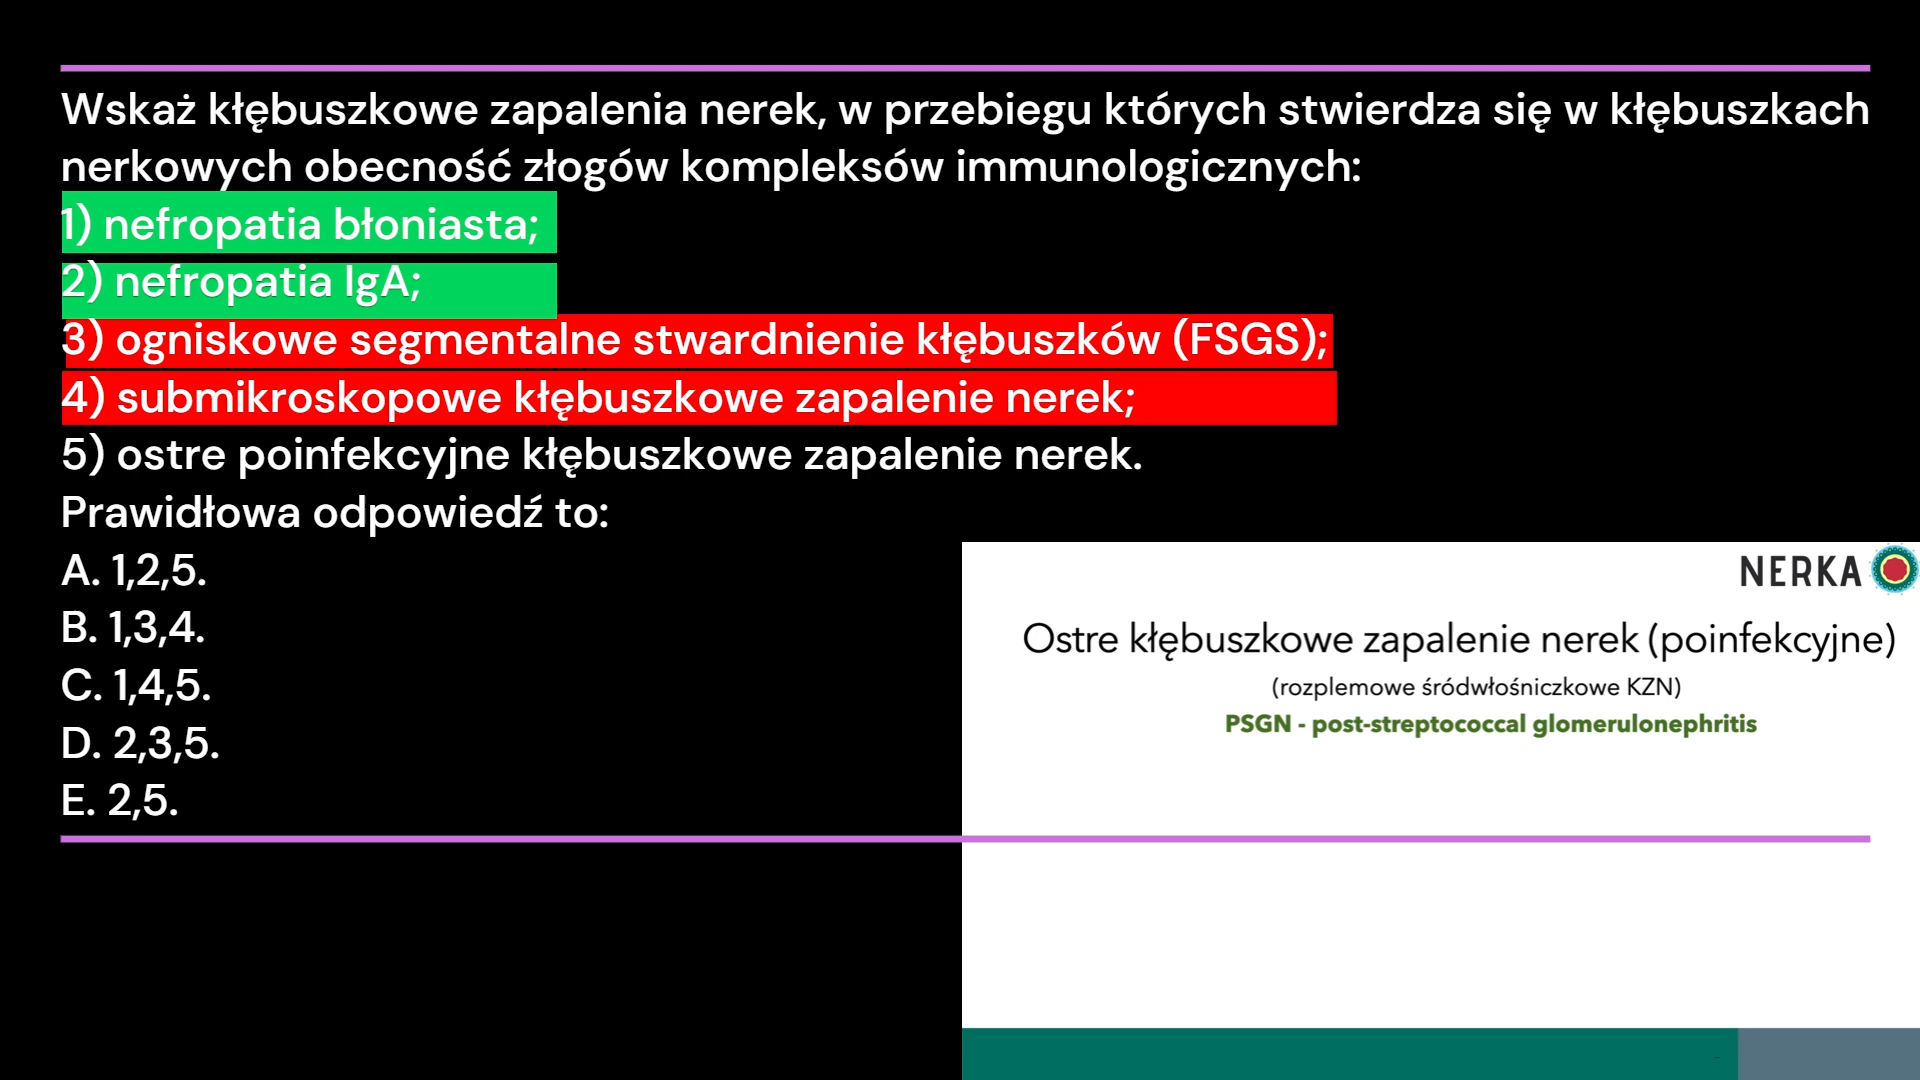 Wskaż kłębuszkowe zapalenia nerek, w przebiegu których stwierdza się w kłębuszkach
nerkowych obecność złogów kompleksów immunologicznych:
1) nefropatia błoniasta;
2) nefropatia IgA;
3) ogniskowe segmentalne stwardnienie kłębuszków (FSGS);
4) submikroskopowe kłębuszkowe zapalenie nerek;
5) ostre poinfekcyjne kłębuszkowe zapalenie nerek.
Prawidłowa odpowiedź to:
A. 1,2,5.
B. 1,3,4.
C. 1,4,5.
D. 2,3,5.
E. 2,5.
NERKA
Ostre kłębuszkowe zapalenie nerek (poinfekcyjne)
(rozplemowe śródwłośniczkowe KZN)
PSGN - post-streptococcal glomerulonephritis